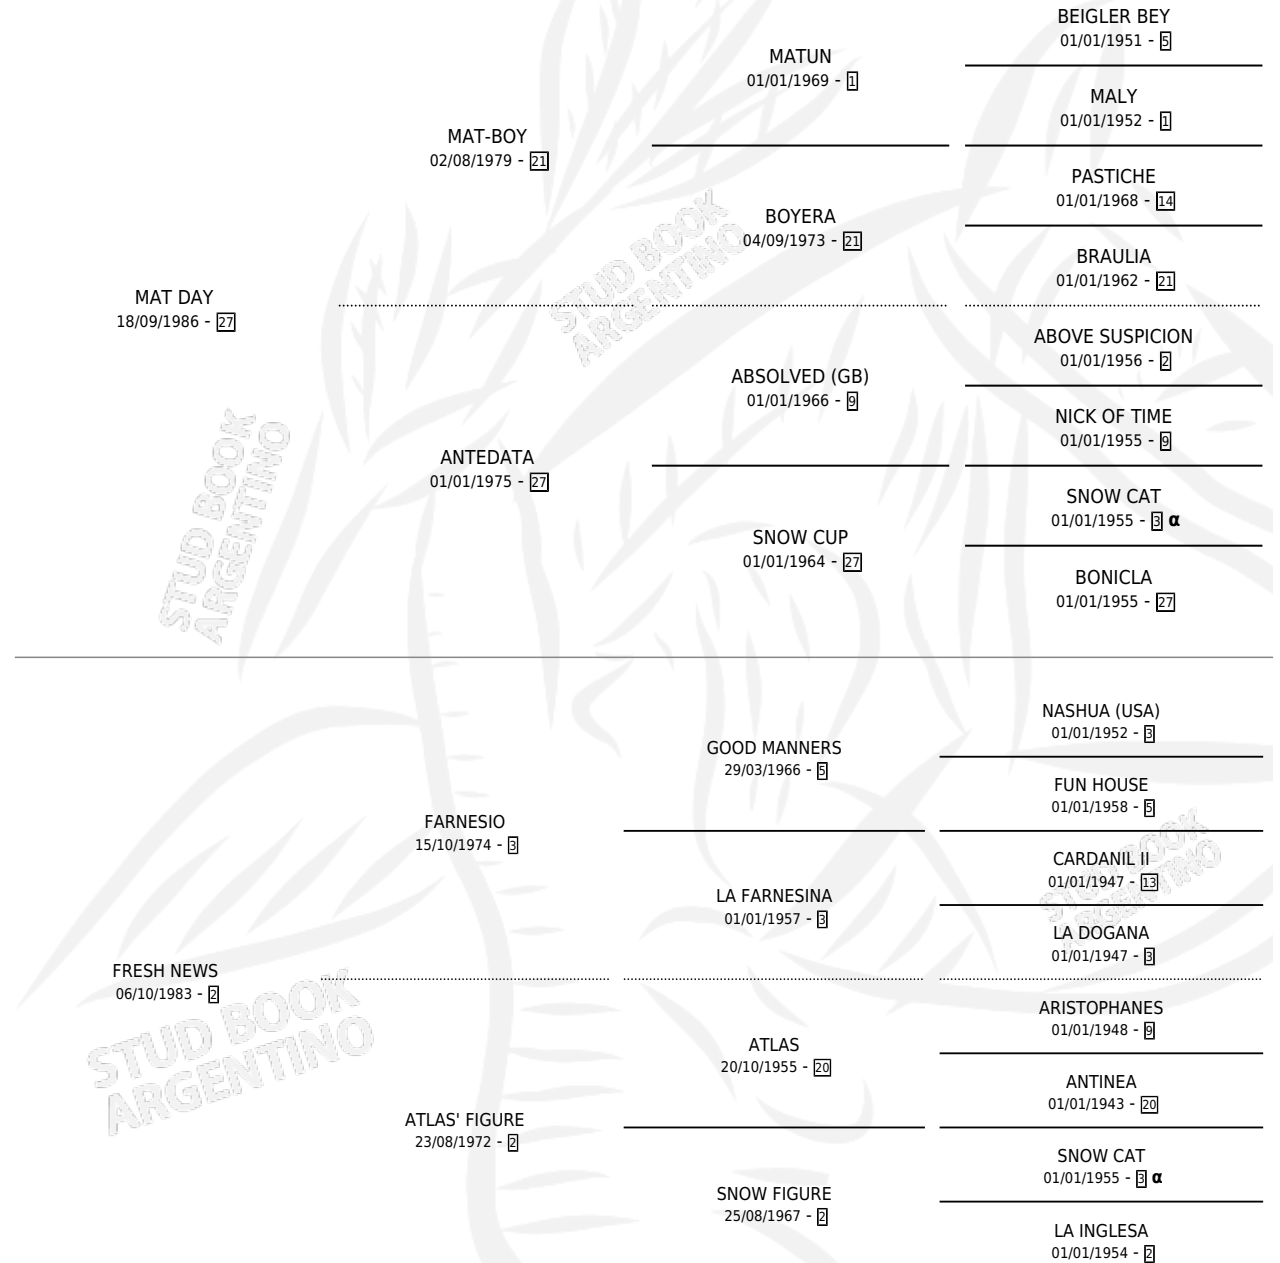 BEIGLER BEY
01/01/1951 - 5
MATUN
01/01/1969 - 1
MALY
01/01/1952 - 1
MAT-BOY
02/08/1979 - 21
PASTICHE
01/01/1968 - 14
BOYERA
04/09/1973 - 21
BRAULIA
01/01/1962 - 21
MAT DAY
18/09/1986 - 27
ABOVE SUSPICION
01/01/1956 - 2
ABSOLVED (GB)
01/01/1966 - 9
NICK OF TIME
01/01/1955 - 9
ANTEDATA
01/01/1975 - 27
SNOW CAT
01/01/1955 - 3 α
SNOW CUP
01/01/1964 - 27
BONICLA
01/01/1955 - 27
NASHUA (USA)
01/01/1952 - 3
GOOD MANNERS
29/03/1966 - 5
FUN HOUSE
01/01/1958 - 5
FARNESIO
15/10/1974 - 3
CARDANIL II
01/01/1947 - 13
LA FARNESINA
01/01/1957 - 3
LA DOGANA
01/01/1947 - 3
FRESH NEWS
06/10/1983 - 2
ARISTOPHANES
01/01/1948 - 9
ATLAS
20/10/1955 - 20
ANTINEA
01/01/1943 - 20
ATLAS' FIGURE
23/08/1972 - 2
SNOW CAT
01/01/1955 - 3 α
SNOW FIGURE
25/08/1967 - 2
LA INGLESA
01/01/1954 - 2
STUD BOOK
ARGENTINO
STUD BOOK
ARGENTINO
STUD BOOK
ARGENTINO
STUD BOOK
ARGENTINO